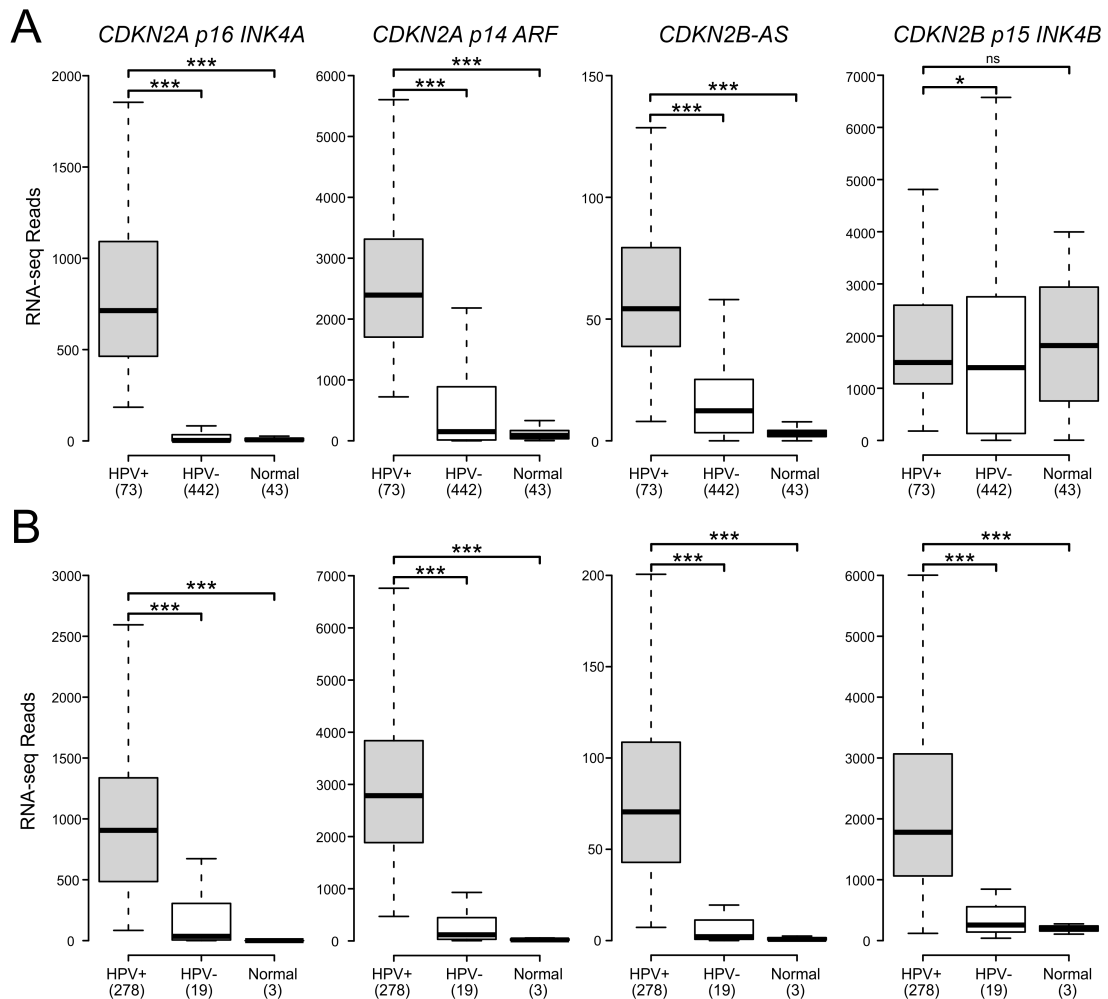 A
CDKN2A p16 INK4A
CDKN2A p14 ARF
CDKN2B-AS
CDKN2B p15 INK4B
RNA-seq Reads
2000
1500
1000
500
0
***
***
HPV+
(73)
HPV-
(442)
Normal
(43)
6000
5000
4000
3000
2000
1000
0
***
***
HPV+
(73)
HPV-
(442)
Normal
(43)
150
100
50
0
***
***
HPV+
(73)
HPV-
(442)
Normal
(43)
7000
6000
5000
4000
3000
2000
1000
0
ns
*
HPV+
(73)
HPV-
(442)
Normal
(43)
B
RNA-seq Reads
3000
2500
2000
1500
1000
500
0
***
***
HPV+
(278)
HPV-
(19)
Normal
(3)
7000
6000
5000
4000
3000
2000
1000
0
***
***
HPV+
(278)
HPV-
(19)
Normal
(3)
200
150
100
50
0
***
***
HPV+
(278)
HPV-
(19)
Normal
(3)
6000
5000
4000
3000
2000
1000
0
***
***
HPV+
(278)
HPV-
(19)
Normal
(3)